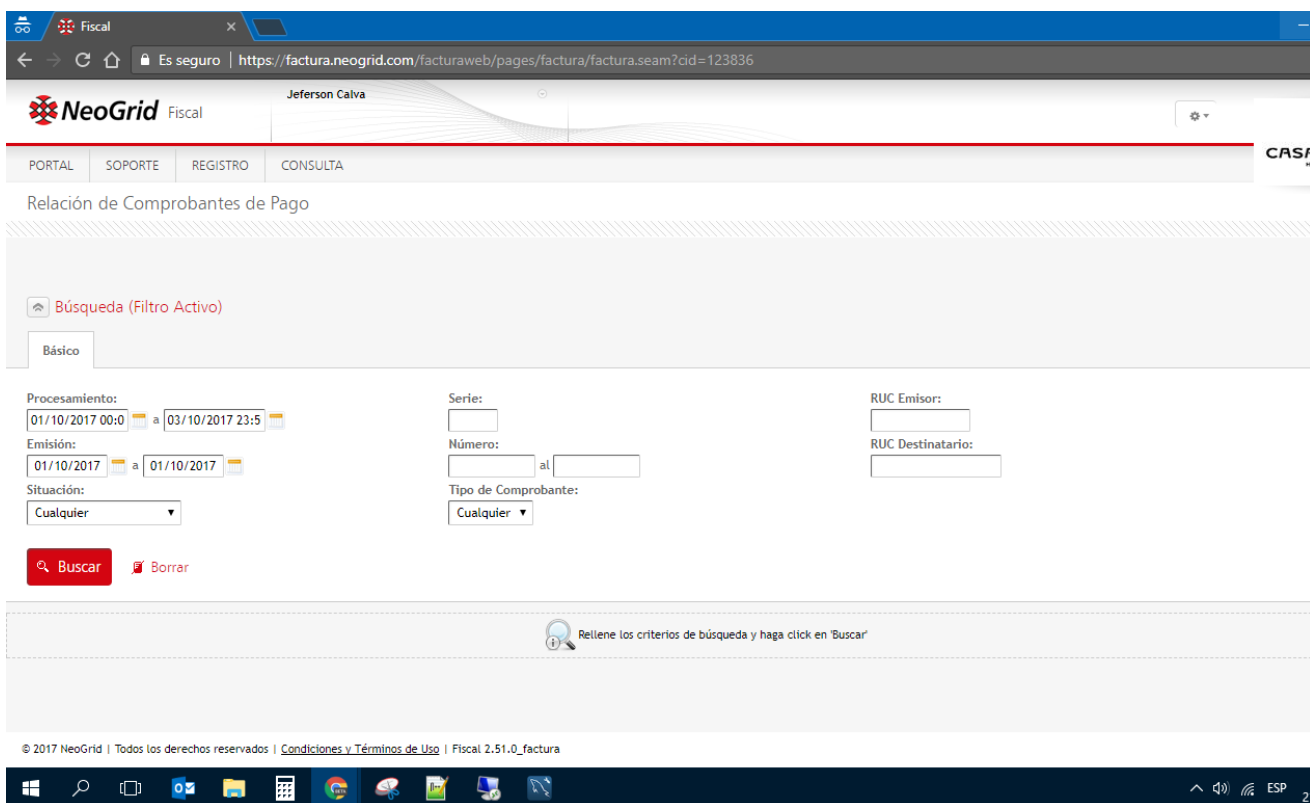 Fiscal
Es seguro | https://factura.neogrid.com/facturaweb/pages/factura/factura.seam?cid=123836
NeoGrid Fiscal
Jeferson Calva
PORTAL SOPORTE REGISTRO CONSULTA
Relación de Comprobantes de Pago
Búsqueda (Filtro Activo)
Básico
Procesamiento: Serie: RUC Emisor:
01/10/2017 00:0 a 03/10/2017 23:5
Emisión: Número: RUC Destinatario:
01/10/2017 a 01/10/2017 al
Situación: Tipo de Comprobante:
Cualquier Cualquier
Buscar Borrar
Rellene los criterios de búsqueda y haga click en 'Buscar'
© 2017 NeoGrid | Todos los derechos reservados | Condiciones y Términos de Uso | Fiscal 2.51.0_factura
ESP